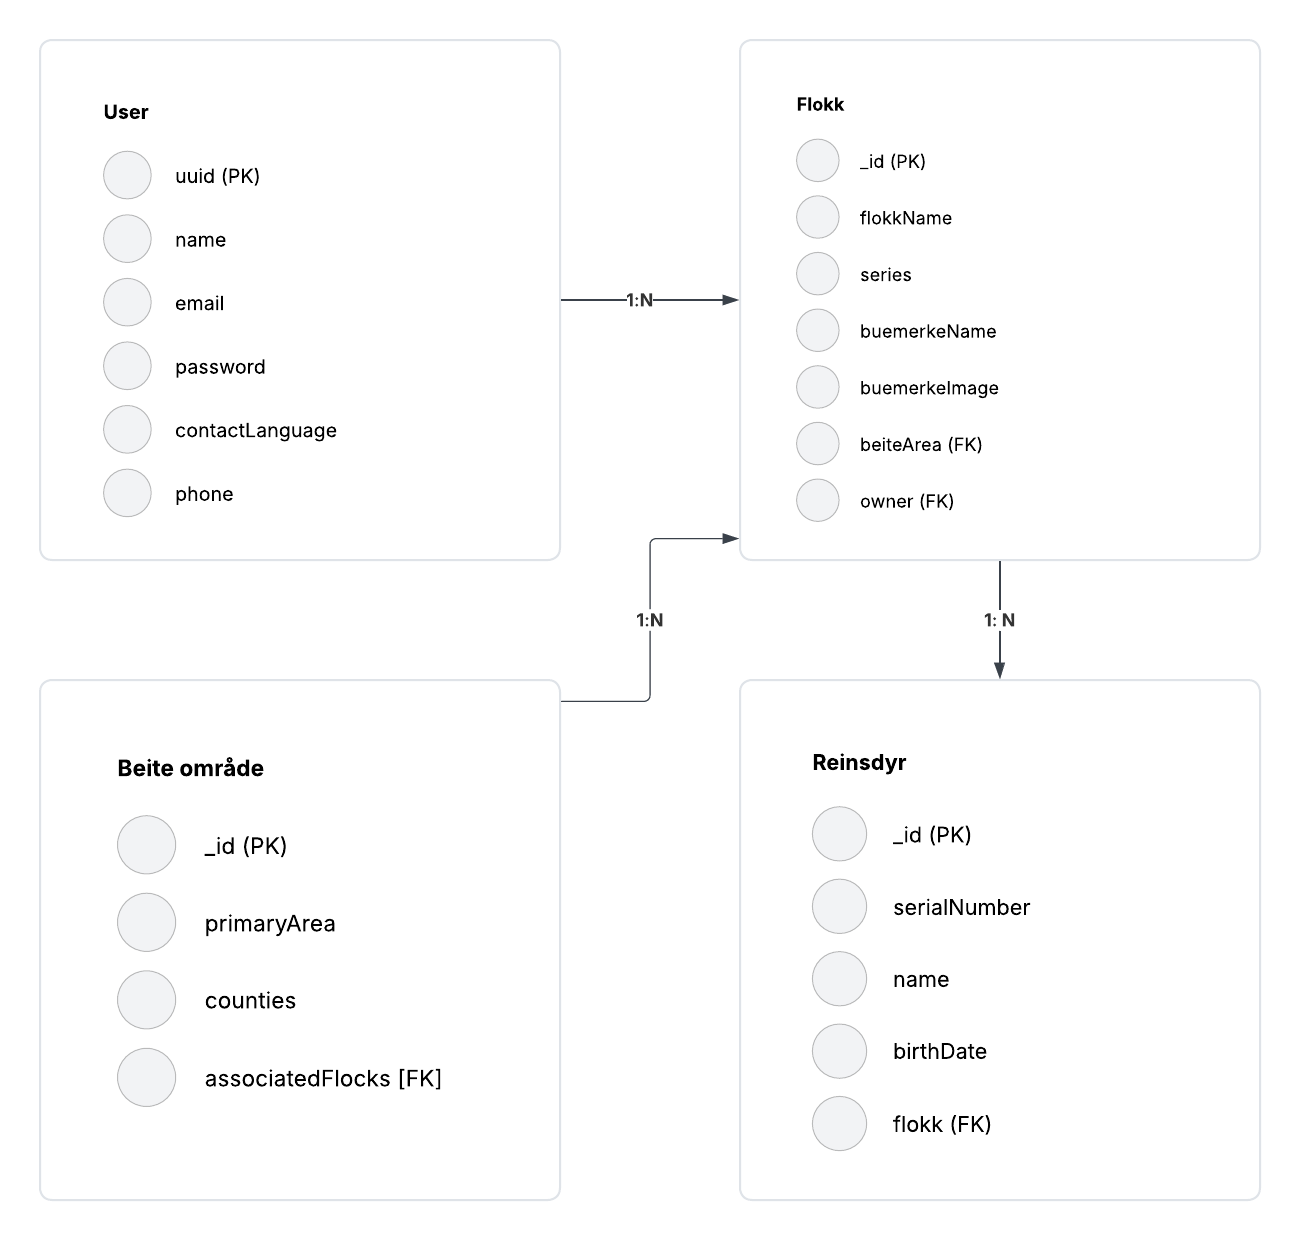 User
uuid (PK)
name
email
password
contactLanguage
phone
1:N
Flokk
_id (PK)
flokkName
series
buemerkeName
buemerkeImage
beiteArea (FK)
owner (FK)
1:N
1: N
Beite område
_id (PK)
primaryArea
counties
associatedFlocks [FK]
Reinsdyr
_id (PK)
serialNumber
name
birthDate
flokk (FK)